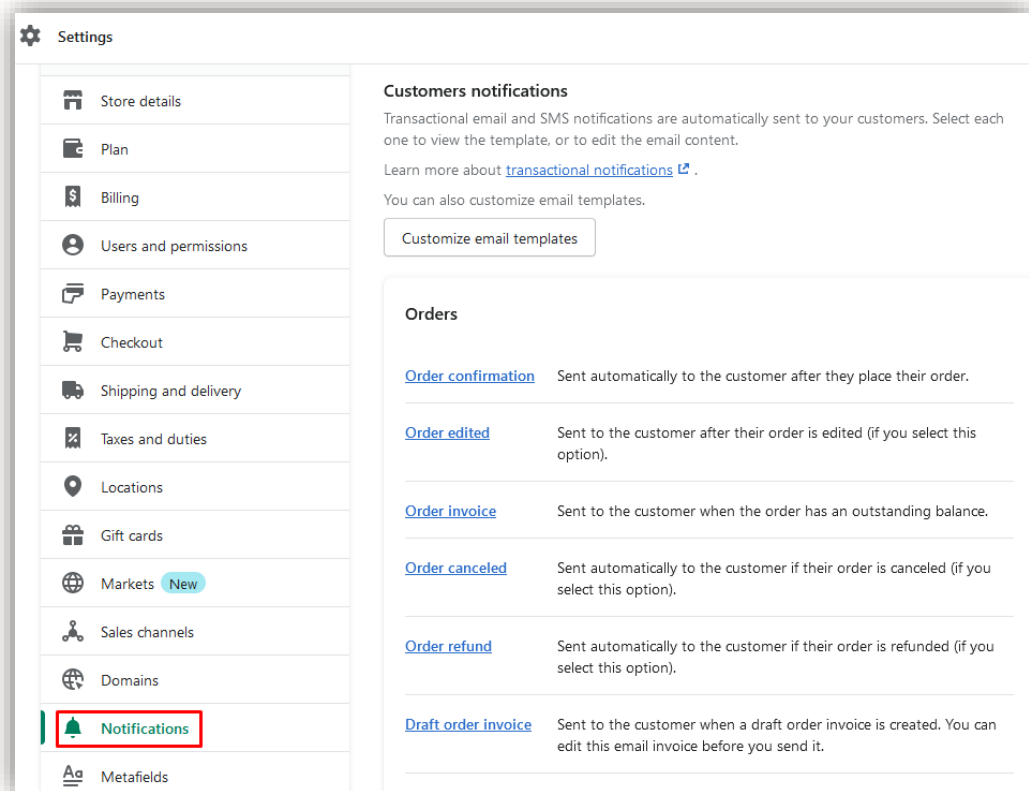 Settings
Store details
Plan
Billing
Users and permissions
Payments
Checkout
Shipping and delivery
Taxes and duties
Locations
Gift cards
Markets New
Sales channels
Domains
Notifications
Metafields
Customers notifications
Transactional email and SMS notifications are automatically sent to your customers. Select each
one to view the template, or to edit the email content.
Learn more about transactional notifications .
You can also customize email templates.
Customize email templates
Orders
Order confirmation Sent automatically to the customer after they place their order.
Order edited Sent to the customer after their order is edited (if you select this
option).
Order invoice Sent to the customer when the order has an outstanding balance.
Order canceled Sent automatically to the customer if their order is canceled (if you
select this option).
Order refund Sent automatically to the customer if their order is refunded (if you
select this option).
Draft order invoice Sent to the customer when a draft order invoice is created. You can
edit this email invoice before you send it.